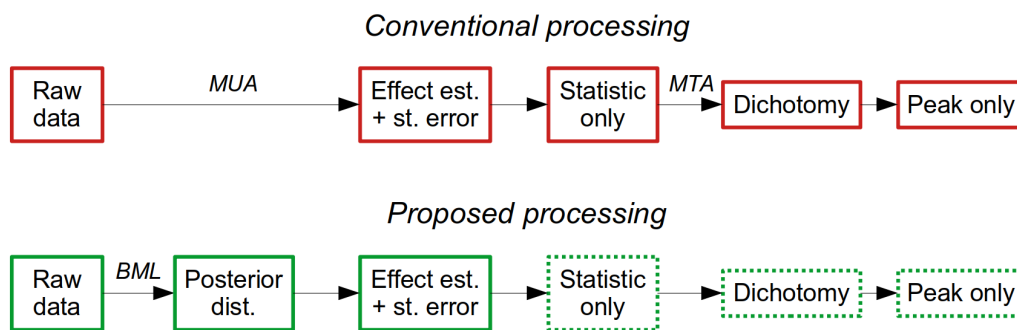 Conventional processing
Raw data
MUA
Effect est. + st. error
Statistic only
MTA
Dichotomy
Peak only
Proposed processing
Raw data
BML
Posterior dist.
Effect est. + st. error
Statistic only
Dichotomy
Peak only